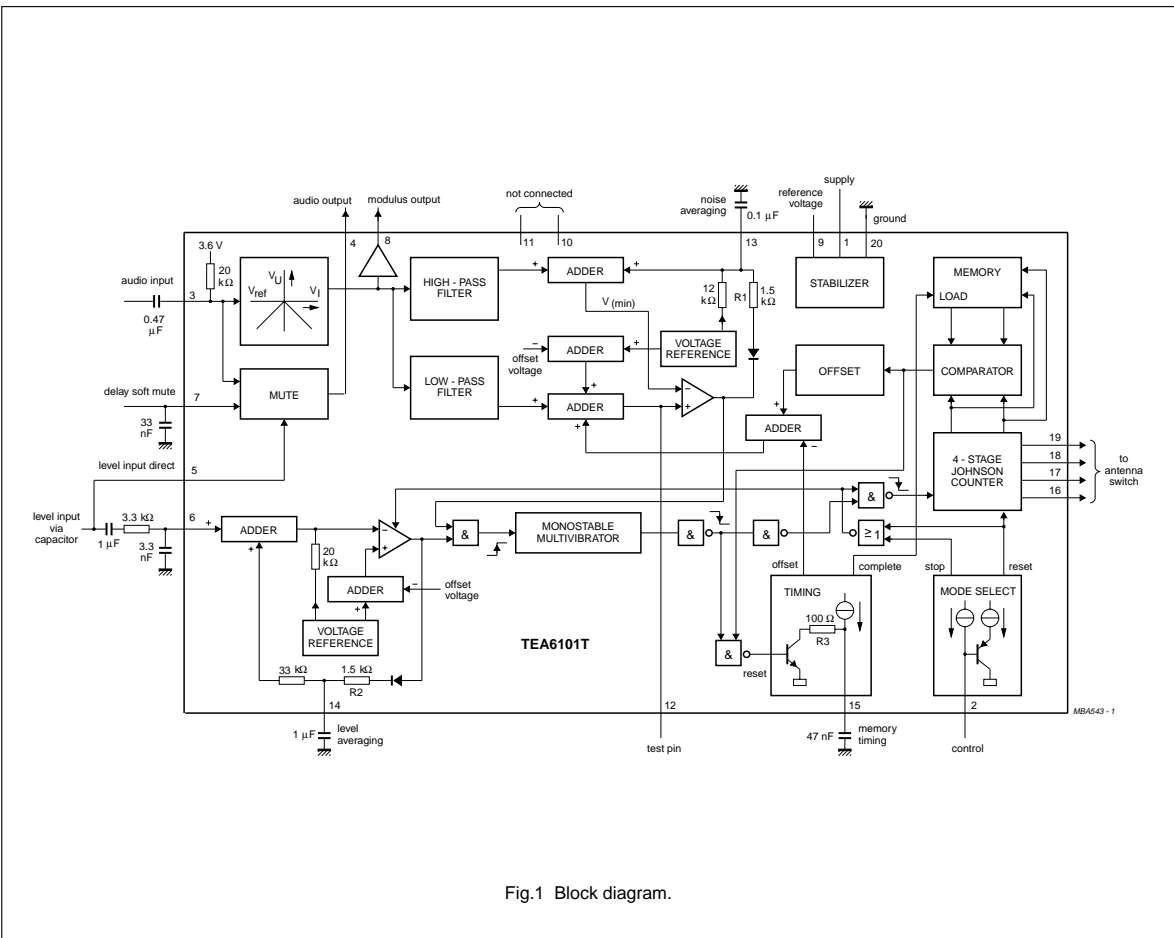 supply
not connected
noise averaging
reference voltage
audio output
modulus output
0.1 µF
ground
4
8
11
10
13
9
1
20
3.6 V
20 kΩ
VU
Vref
VI
audio input
3
0.47 µF
HIGH - PASS FILTER
+
ADDER
+
12 kΩ
R1
1.5 kΩ
STABILIZER
MEMORY
LOAD
V (min)
VOLTAGE REFERENCE
−
offset voltage
ADDER
+
OFFSET
COMPARATOR
delay soft mute
7
MUTE
LOW - PASS FILTER
+
+
ADDER
+
−
+
33 nF
+
ADDER
−
level input direct
5
4 - STAGE JOHNSON COUNTER
19
18
17
16
to antenna switch
level input via capacitor
1 µF
3.3 kΩ
3.3 nF
6
+
ADDER
+
20 kΩ
−
+
&
MONOSTABLE MULTIVIBRATOR
&
&
&
≥ 1
ADDER
−
offset voltage
+
VOLTAGE REFERENCE
33 kΩ
1.5 kΩ
R2
TEA6101T
&
reset
offset
complete
TIMING
100 Ω
R3
stop
reset
MODE SELECT
14
12
15
2
MBA543 - 1
1 µF
level averaging
test pin
47 nF
memory timing
control
Fig.1 Block diagram.